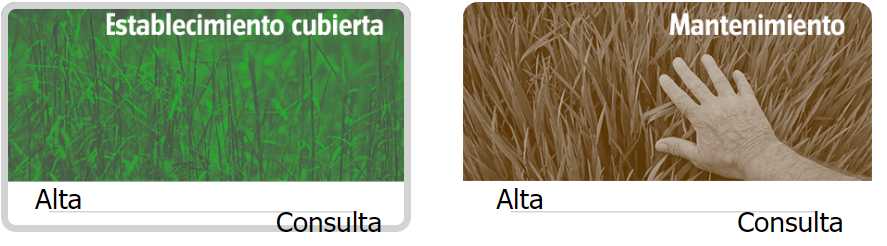 Establecimiento cubierta
Alta
Consulta
Mantenimiento
Alta
Consulta